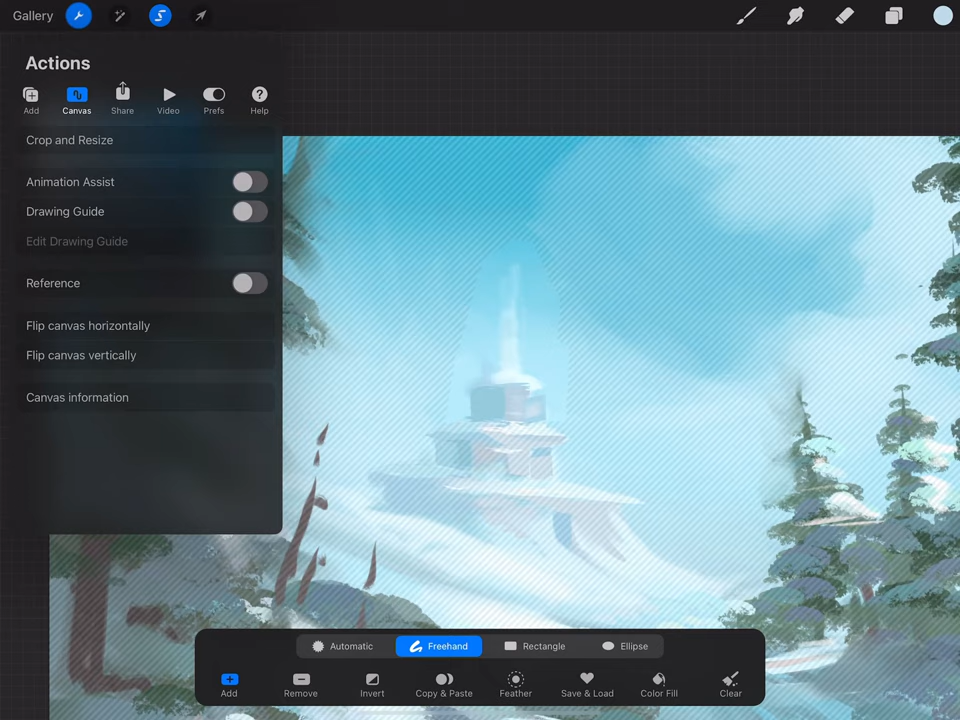 Gallery
Actions
Add Canvas Share Video Prefs Help
Crop and Resize
Animation Assist
Drawing Guide
Edit Drawing Guide
Reference
Flip canvas horizontally
Flip canvas vertically
Canvas information
Automatic Freehand Rectangle Ellipse
Add Remove Invert Copy & Paste Feather Save & Load Color Fill Clear